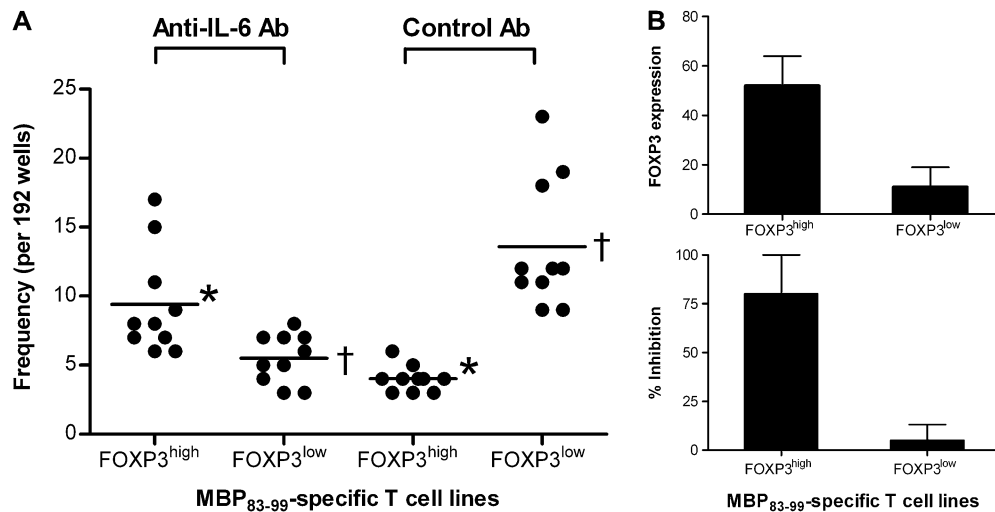 A
Anti-IL-6 Ab
Control Ab
Frequency (per 192 wells)
25
20
15
10
5
0
*
†
*
†
FOXP3high
FOXP3low
FOXP3high
FOXP3low
MBP83-99-specific T cell lines
B
FOXP3 expression
80
60
40
20
0
FOXP3high
FOXP3low
% Inhibition
100
75
50
25
0
FOXP3high
FOXP3low
MBP83-99-specific T cell lines